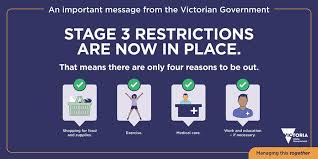 An important message from the Victorian Government
STAGE 3 RESTRICTIONS
ARE NOW IN PLACE.
That means there are only four reasons to be out.
Shopping for food
and supplies.
Exercise.
Medical care.
Work and education
– if necessary.
VICTORIA
State
Government
Managing this together